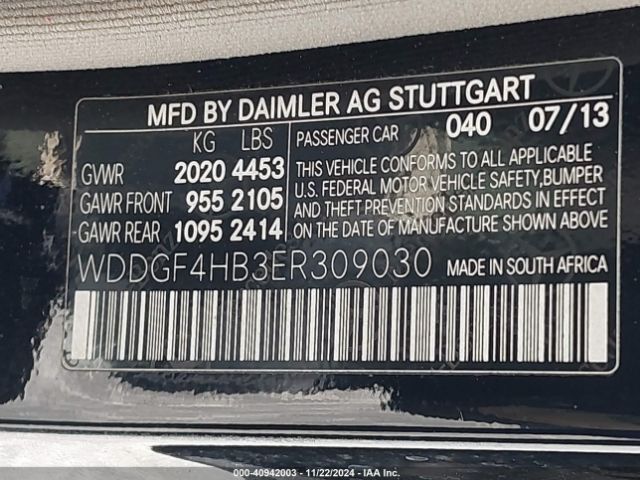 MFD BY DAIMLER AG STUTTGART
KG LBS PASSENGER CAR 040 07/13
GWWR 2020 4453
GAWR FRONT 955 2105
GAWR REAR 1095 2414
THIS VEHICLE CONFORMS TO ALL APPLICABLE
U.S. FEDERAL MOTOR VEHICLE SAFETY,BUMPER
AND THEFT PREVENTION STANDARDS IN EFFECT
ON THE DATE OF MANUFACTURE SHOWN ABOVE
WDDGF4HB3ER309030 MADE IN SOUTH AFRICA
000-40942003 - 11/22/2024 - IAA Inc.